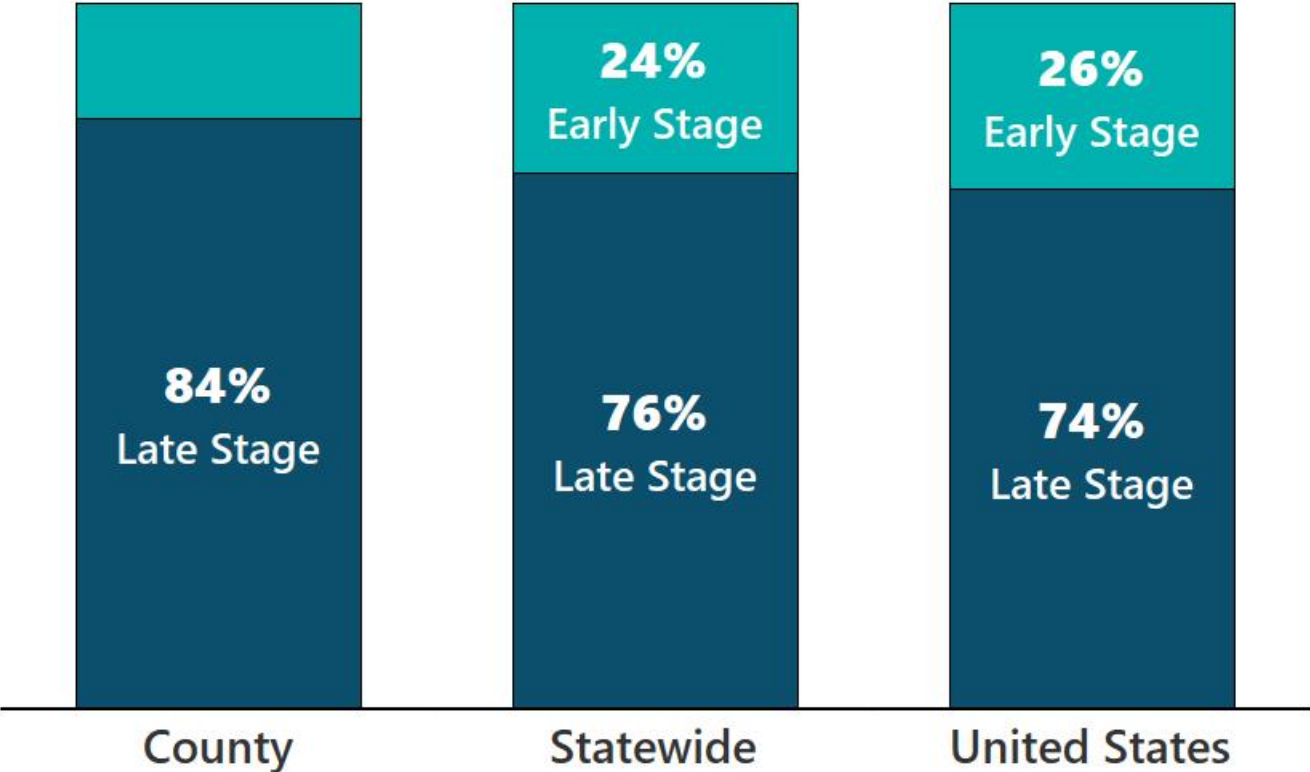 24%
Early Stage
26%
Early Stage
84%
Late Stage
76%
Late Stage
74%
Late Stage
County
Statewide
United States